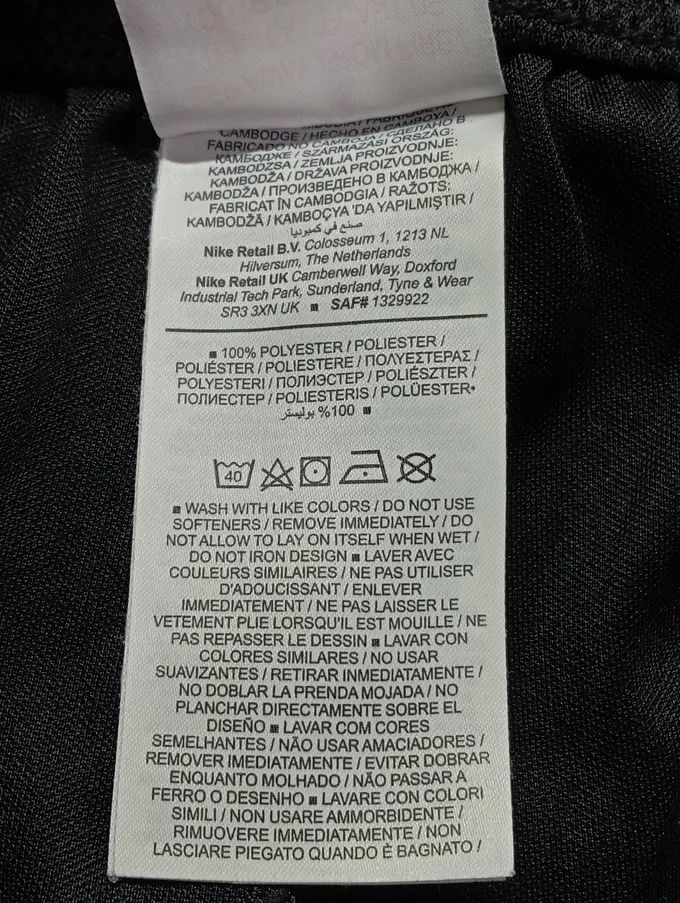 CAMBODGE / HECHO EN CAMBOYA /
FABRICADO NO CAMBOJA / СДЕЛАНО В
КАМБОДЖЕ / SZÁRMAZÁSI ORSZÁG:
KAMBODZSA / ZEMLJA PROIZVODNJE:
KAMBODŽA / DRŽAVA PROIZVODNJE:
KAMBODŽA / ПРОИЗВЕДЕНО В КАМБОДЖА /
FABRICAT ÎN CAMBODGIA / RAŽOTS:
KAMBODŽĀ / KAMBOÇYA 'DA YAPILMIŞTIR /
صنع في كمبوديا
Nike Retail B.V. Colosseum 1, 1213 NL
Hilversum, The Netherlands
Nike Retail UK Camberwell Way, Doxford
Industrial Tech Park, Sunderland, Tyne & Wear
SR3 3XN UK ■ SAF# 1329922
■ 100% POLYESTER / POLIESTER /
POLIÉSTER / POLIESTERE / ΠΟΛΥΕΣΤΕΡΑΣ /
POLYESTERI / ПОЛИЭСТЕР / POLIÉSZTER /
ПОЛИЕСТЕР / POLIESTERIS / POLÜESTER•
100% بوليستر ■
40
■ WASH WITH LIKE COLORS / DO NOT USE
SOFTENERS / REMOVE IMMEDIATELY / DO
NOT ALLOW TO LAY ON ITSELF WHEN WET /
DO NOT IRON DESIGN ■ LAVER AVEC
COULEURS SIMILAIRES / NE PAS UTILISER
D'ADOUCISSANT / ENLEVER
IMMEDIATEMENT / NE PAS LAISSER LE
VETEMENT PLIE LORSQU'IL EST MOUILLE / NE
PAS REPASSER LE DESSIN ■ LAVAR CON
COLORES SIMILARES / NO USAR
SUAVIZANTES / RETIRAR INMEDIATAMENTE /
NO DOBLAR LA PRENDA MOJADA / NO
PLANCHAR DIRECTAMENTE SOBRE EL
DISEÑO ■ LAVAR COM CORES
SEMELHANTES / NÃO USAR AMACIADORES /
REMOVER IMEDIATAMENTE / EVITAR DOBRAR
ENQUANTO MOLHADO / NÃO PASSAR A
FERRO O DESENHO ■ LAVARE CON COLORI
SIMILI / NON USARE AMMORBIDENTE /
RIMUOVERE IMMEDIATAMENTE / NON
LASCIARE PIEGATO QUANDO È BAGNATO /